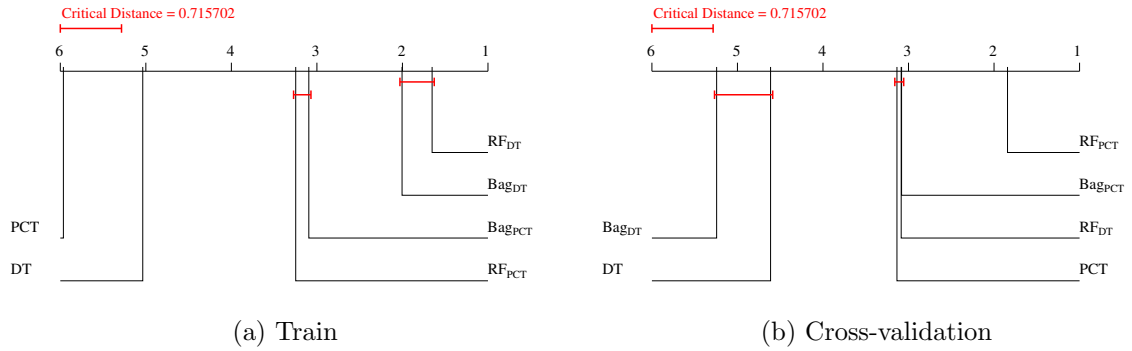 Critical Distance = 0.715702
6 5 4 3 2 1
RF_DT
Bag_DT
PCT Bag_PCT
DT RF_PCT
(a) Train
Critical Distance = 0.715702
6 5 4 3 2 1
RF_PCT
Bag_PCT
Bag_DT RF_DT
DT PCT
(b) Cross-validation